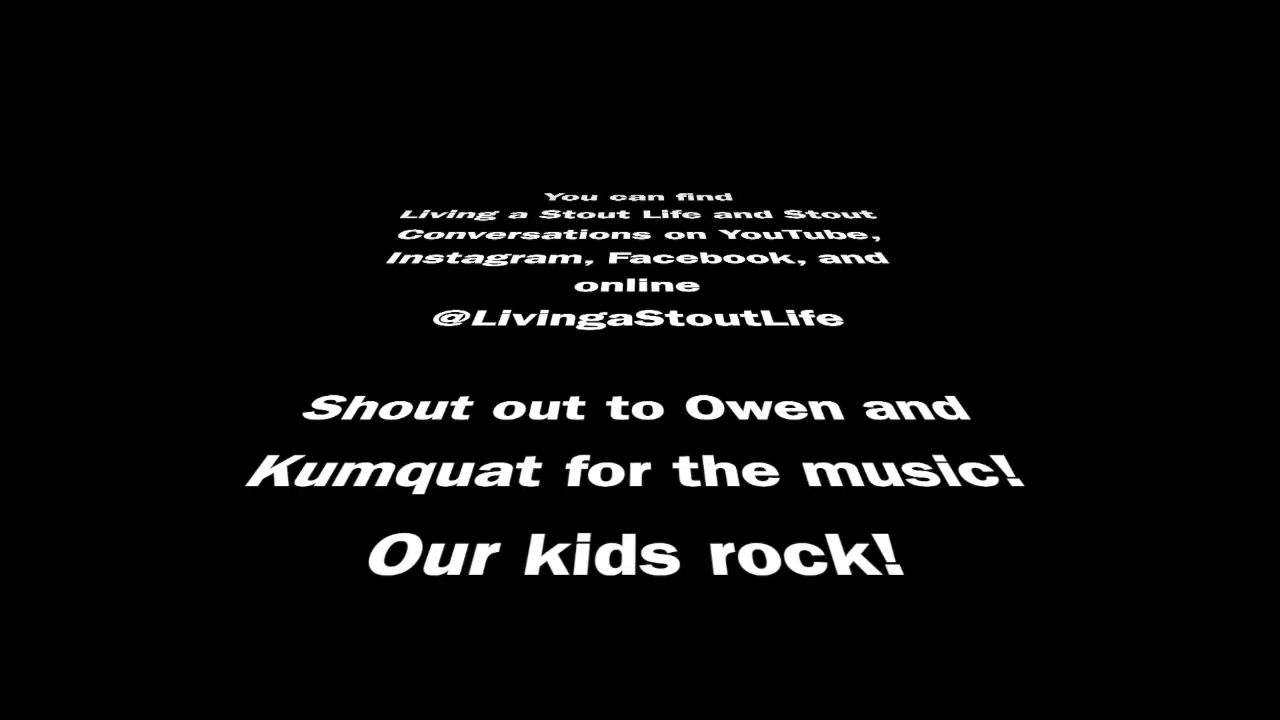 You can find
Living a Stout Life and Stout
Conversations on YouTube,
Instagram, Facebook, and
online
@LivingaStoutLife
Shout out to Owen and
Kumquat for the music!
Our kids rock!